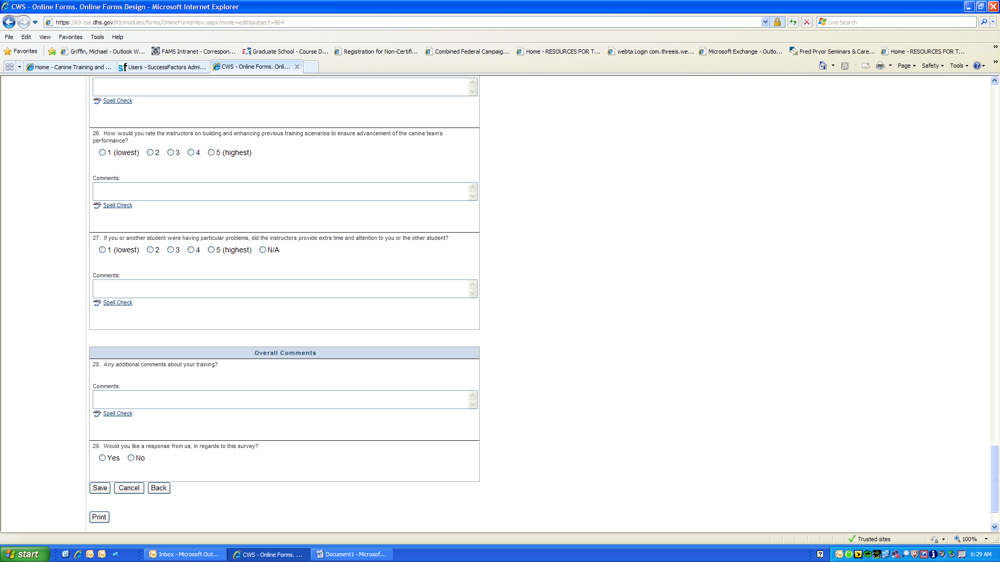 CWS - Online Forms. Online Forms Design - Microsoft Internet Explorer
https://k9.tsa.dhs.gov/K9/modules/forms/OnlineFormsView.aspx?mode=edit&subject=864
Live Search
File Edit View Favorites Tools Help
Favorites
Griffin, Michael - Outlook W...
FAMS Intranet - Correspon...
Graduate School - Course D...
Registration for Non-Certifi...
Combined Federal Campaig...
Home - RESOURCES FOR T...
webta Login com.threeis.we...
Microsoft Exchange - Outlo...
Fred Pryor Seminars & Care...
Home - RESOURCES FOR T...
Home - Canine Training and ...
Users - SuccessFactors Admi...
CWS - Online Forms. Onli...
Page Safety Tools
Spell Check
26. How would you rate the instructors on building and enhancing previous training scenarios to ensure advancement of the canine team's
performance?
1 (lowest) 2 3 4 5 (highest)
Comments:
Spell Check
27. If you or another student were having particular problems, did the instructors provide extra time and attention to you or the other student?
1 (lowest) 2 3 4 5 (highest) N/A
Comments:
Spell Check
Overall Comments
28. Any additional comments about your training?
Comments:
Spell Check
29. Would you like a response from us, in regards to this survey?
Yes No
Save Cancel Back
Print
Trusted sites
100%
start
Inbox - Microsoft Out...
CWS - Online Forms. ...
Document1 - Microsof...
6:29 AM